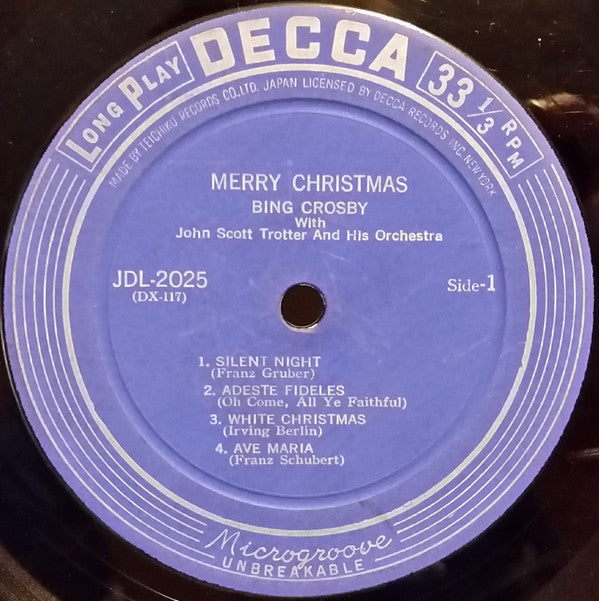 LONG PLAY
DECCA
33 1/3 RPM
MADE BY TEICHIKU RECORDS CO.LTD. JAPAN LICENSED BY DECCA RECORDS INC. NEW YORK
MERRY CHRISTMAS
BING CROSBY
With
John Scott Trotter And His Orchestra
JDL-2025
(DX-117)
Side-1
1. SILENT NIGHT
(Franz Gruber)
2. ADESTE FIDELES
(Oh Come, All Ye Faithful)
3. WHITE CHRISTMAS
(Irving Berlin)
4. AVE MARIA
(Franz Schubert)
Microgroove
UNBREAKABLE